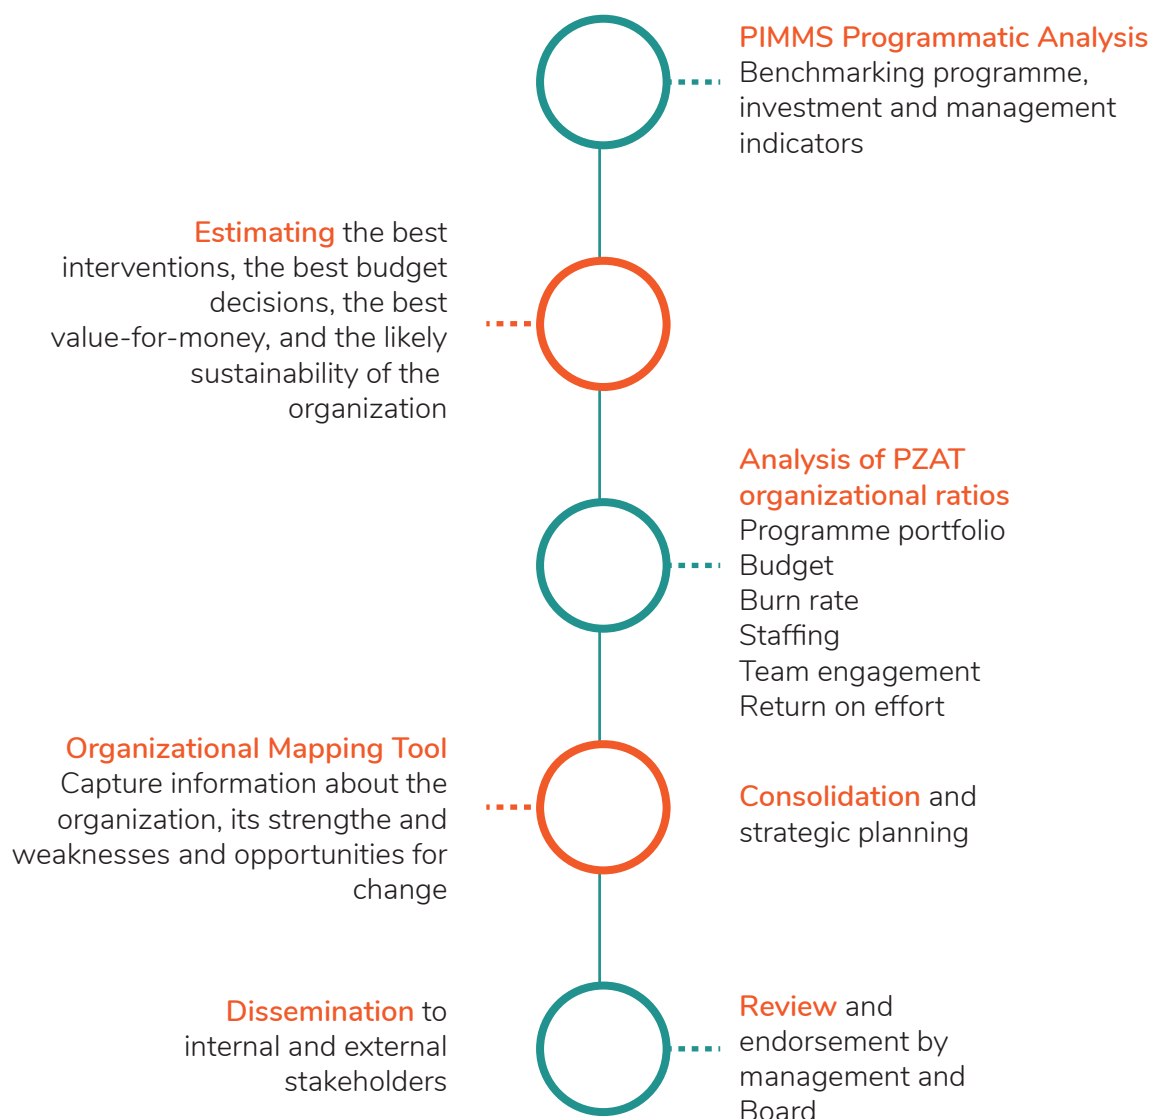 PIMMS Programmatic Analysis
Benchmarking programme,
investment and management
indicators
Estimating the best
interventions, the best budget
decisions, the best
value-for-money, and the likely
sustainability of the
organization
Analysis of PZAT
organizational ratios
Programme portfolio
Budget
Burn rate
Staffing
Team engagement
Return on effort
Organizational Mapping Tool
Capture information about the
organization, its strengthe and
weaknesses and opportunities for
change
Consolidation and
strategic planning
Dissemination to
internal and external
stakeholders
Review and
endorsement by
management and
Board